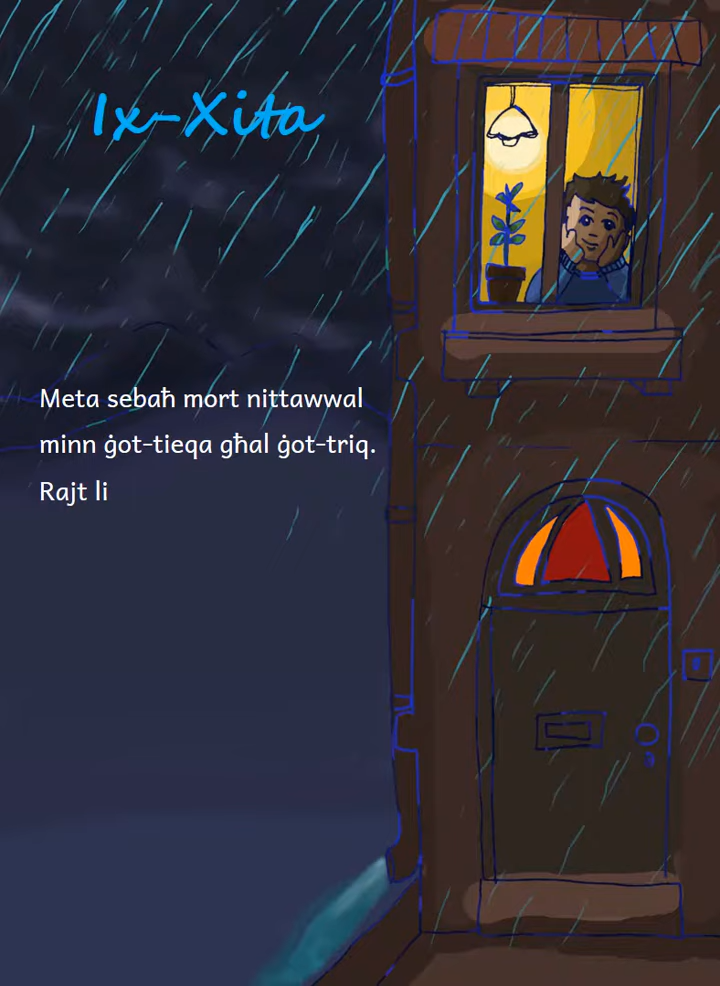 Ix-Xita
Meta sebaħ mort nittawwal
minn ġot-tieqa għal ġot-triq.
Rajt li